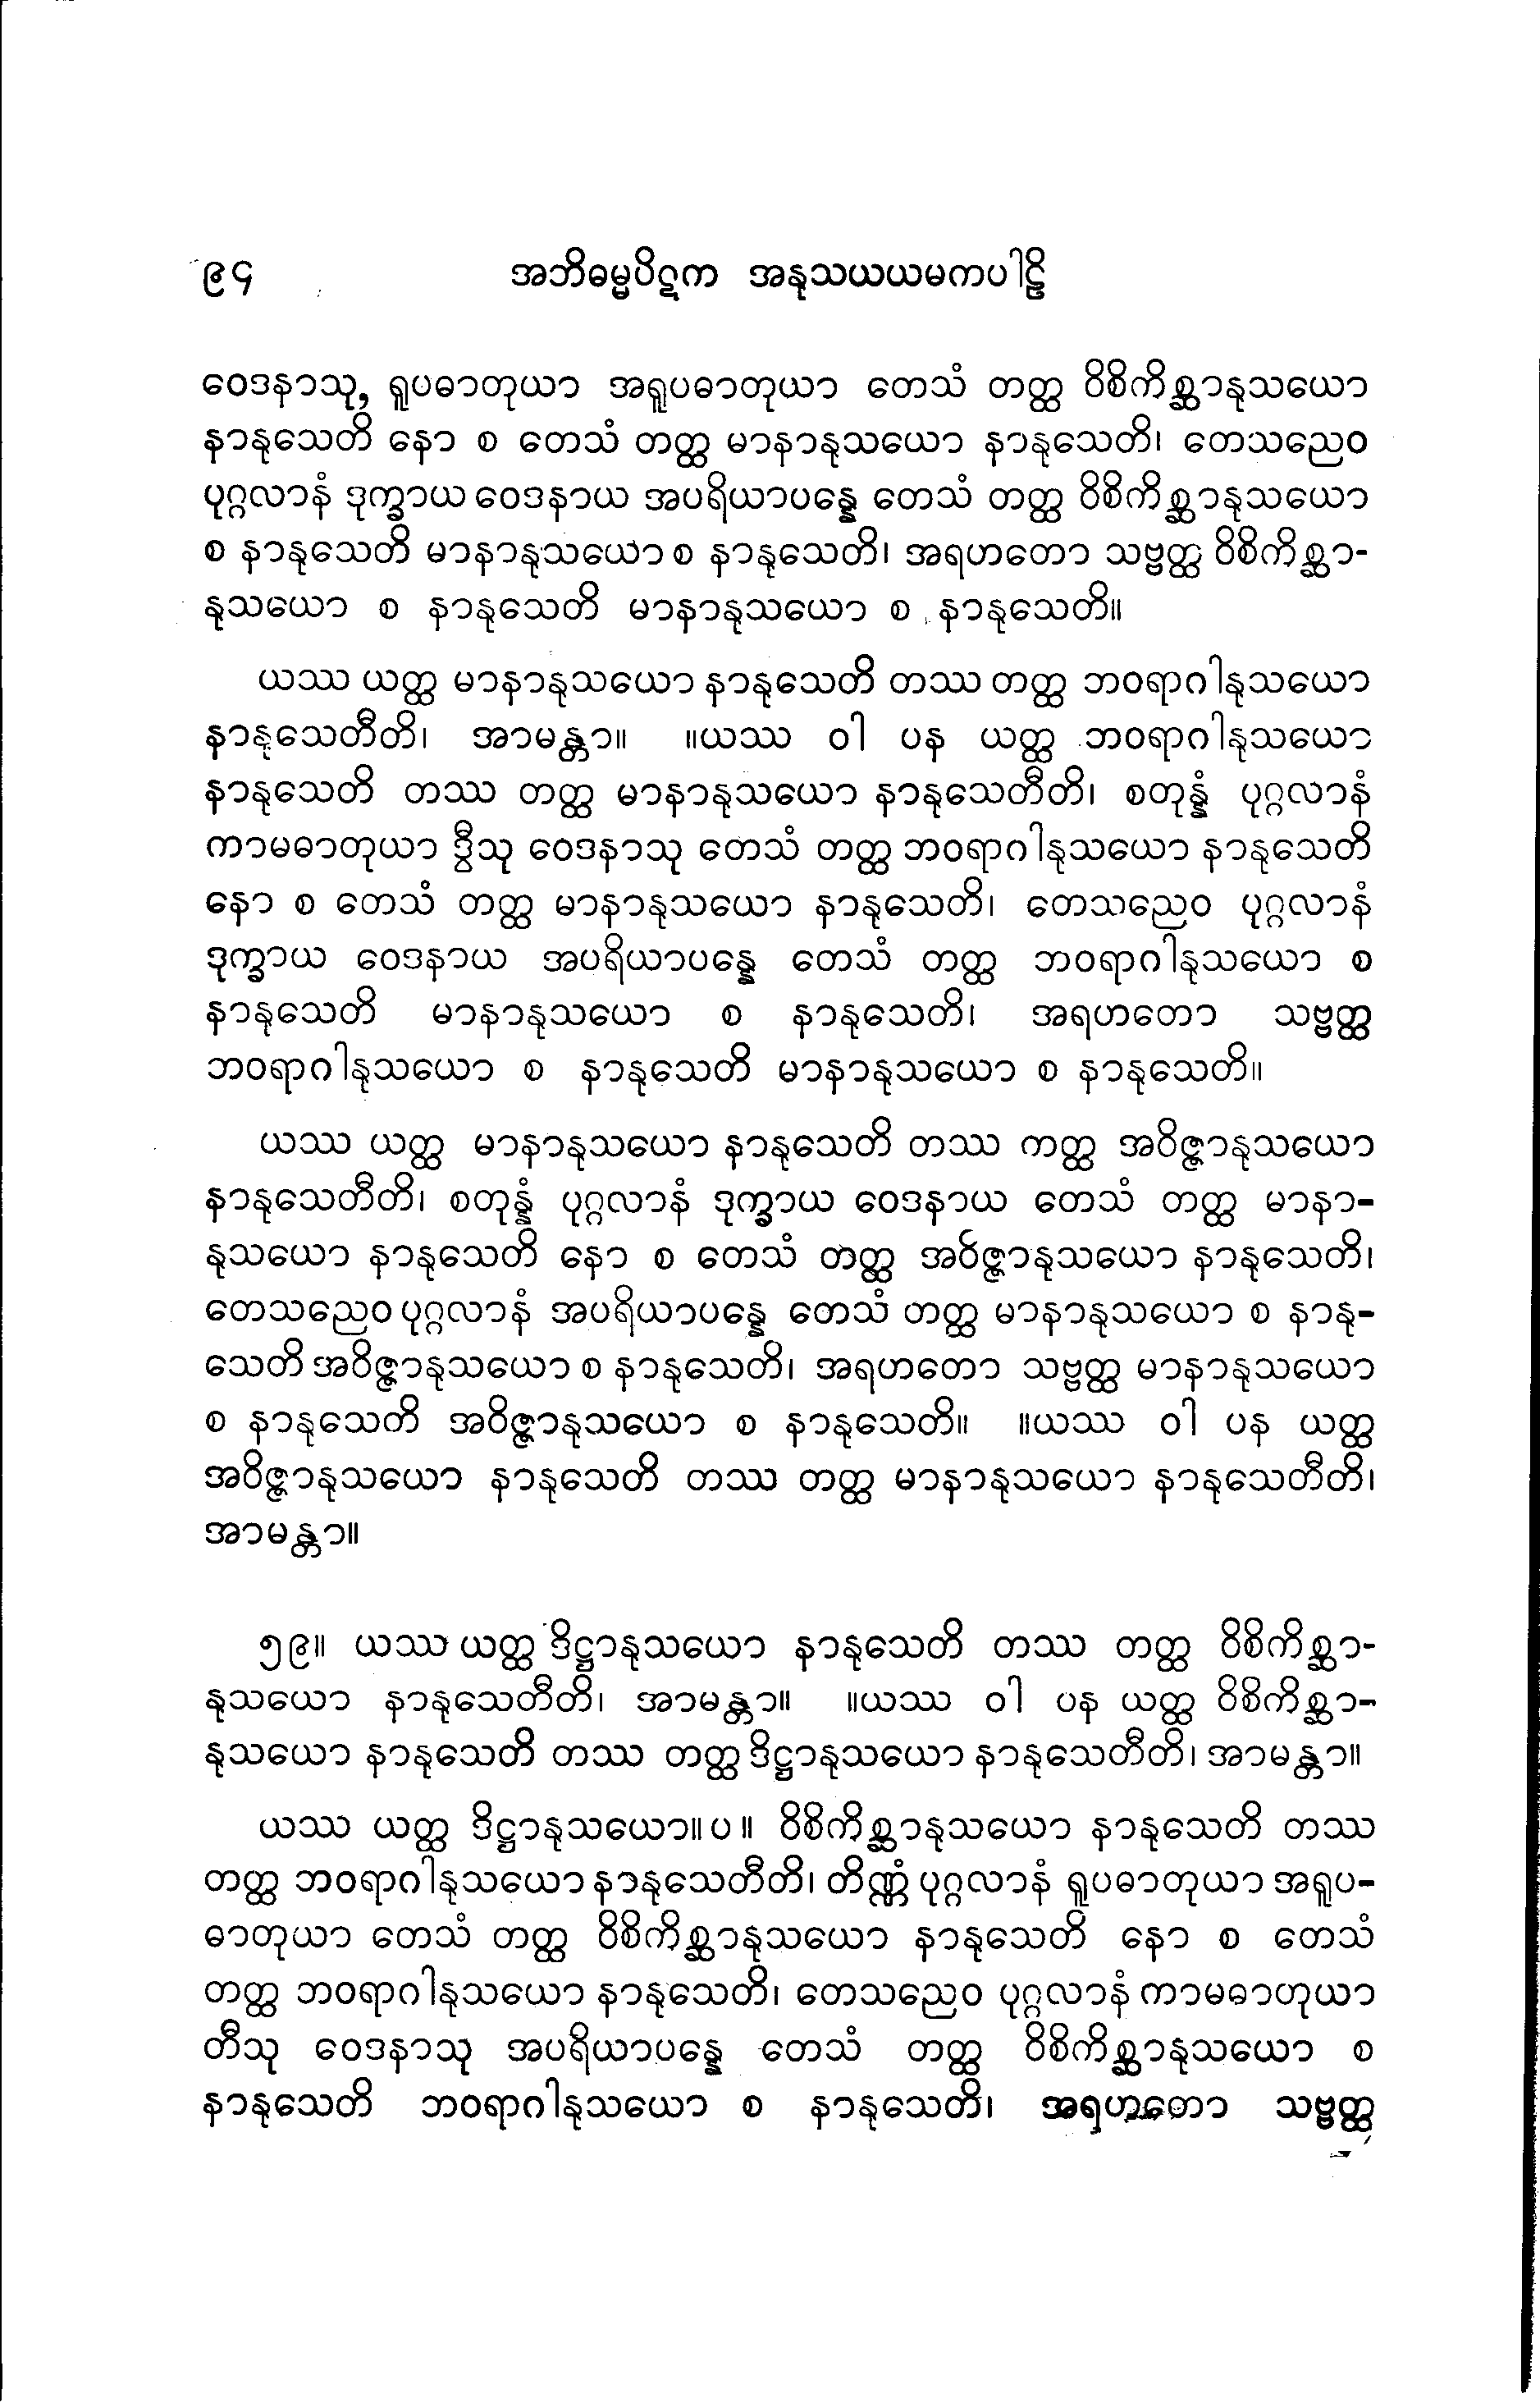 ၉၄ အဘိဓမ္မပိဋက အနုသယယမကပါဠိ
ဝေဒနာသု, ရူပဓာတုယာ အရူပဓာတုယာ တေသံ တတ္ထ ဝိစိကိစ္ဆာနုသယော
နာနုသေတိ နော စ တေသံ တတ္ထ မာနာနုသယော နာနုသေတိ၊ တေသညေဝ
ပုဂ္ဂလာနံ ဒုက္ခာယ ဝေဒနာယ အပရိယာပန္နေ တေသံ တတ္ထ ဝိစိကိစ္ဆာနုသယော
စ နာနုသေတိ မာနာနုသယော စ နာနုသေတိ၊ အရဟတော သဗ္ဗတ္ထ ဝိစိကိစ္ဆာ-
နုသယော စ နာနုသေတိ မာနာနုသယော စ နာနုသေတိ။
ယဿ ယတ္ထ မာနာနုသယော နာနုသေတိ တဿ တတ္ထ ဘဝရာဂါနုသယော
နာနုသေတီတိ၊ အာမန္တာ။ ။ယဿ ဝါ ပန ယတ္ထ ဘဝရာဂါနုသယော
နာနုသေတိ တဿ တတ္ထ မာနာနုသယော နာနုသေတီတိ၊ စတုန္နံ ပုဂ္ဂလာနံ
ကာမဓာတုယာ ဒွီသု ဝေဒနာသု တေသံ တတ္ထ ဘဝရာဂါနုသယော နာနုသေတိ
နော စ တေသံ တတ္ထ မာနာနုသယော နာနုသေတိ၊ တေသညေဝ ပုဂ္ဂလာနံ
ဒုက္ခာယ ဝေဒနာယ အပရိယာပန္နေ တေသံ တတ္ထ ဘဝရာဂါနုသယော စ
နာနုသေတိ မာနာနုသယော စ နာနုသေတိ၊ အရဟတော သဗ္ဗတ္ထ
ဘဝရာဂါနုသယော စ နာနုသေတိ မာနာနုသယော စ နာနုသေတိ။
ယဿ ယတ္ထ မာနာနုသယော နာနုသေတိ တဿ ကတ္ထ အဝိဇ္ဇာနုသယော
နာနုသေတီတိ၊ စတုန္နံ ပုဂ္ဂလာနံ ဒုက္ခာယ ဝေဒနာယ တေသံ တတ္ထ မာနာ-
နုသယော နာနုသေတိ နော စ တေသံ တတ္ထ အဝိဇ္ဇာနုသယော နာနုသေတိ၊
တေသညေဝ ပုဂ္ဂလာနံ အပရိယာပန္နေ တေသံ တတ္ထ မာနာနုသယော စ နာနု-
သေတိ အဝိဇ္ဇာနုသယော စ နာနုသေတိ၊ အရဟတော သဗ္ဗတ္ထ မာနာနုသယော
စ နာနုသေတိ အဝိဇ္ဇာနုသယော စ နာနုသေတိ။ ။ယဿ ဝါ ပန ယတ္ထ
အဝိဇ္ဇာနုသယော နာနုသေတိ တဿ တတ္ထ မာနာနုသယော နာနုသေတီတိ၊
အာမန္တာ။
၅၉။ ယဿ ယတ္ထ ဒိဋ္ဌာနုသယော နာနုသေတိ တဿ တတ္ထ ဝိစိကိစ္ဆာ-
နုသယော နာနုသေတီတိ၊ အာမန္တာ။ ။ယဿ ဝါ ပန ယတ္ထ ဝိစိကိစ္ဆာ-
နုသယော နာနုသေတိ တဿ တတ္ထ ဒိဋ္ဌာနုသယော နာနုသေတီတိ၊ အာမန္တာ။
ယဿ ယတ္ထ ဒိဋ္ဌာနုသယော။ပ။ ဝိစိကိစ္ဆာနုသယော နာနုသေတိ တဿ
တတ္ထ ဘဝရာဂါနုသယော နာနုသေတီတိ၊ တိဏ္ဏံ ပုဂ္ဂလာနံ ရူပဓာတုယာ အရူပ-
ဓာတုယာ တေသံ တတ္ထ ဝိစိကိစ္ဆာနုသယော နာနုသေတိ နော စ တေသံ
တတ္ထ ဘဝရာဂါနုသယော နာနုသေတိ၊ တေသညေဝ ပုဂ္ဂလာနံ ကာမဓာတုယာ
တီသု ဝေဒနာသု အပရိယာပန္နေ တေသံ တတ္ထ ဝိစိကိစ္ဆာနုသယော စ
နာနုသေတိ ဘဝရာဂါနုသယော စ နာနုသေတိ၊ အရဟတော သဗ္ဗတ္ထ